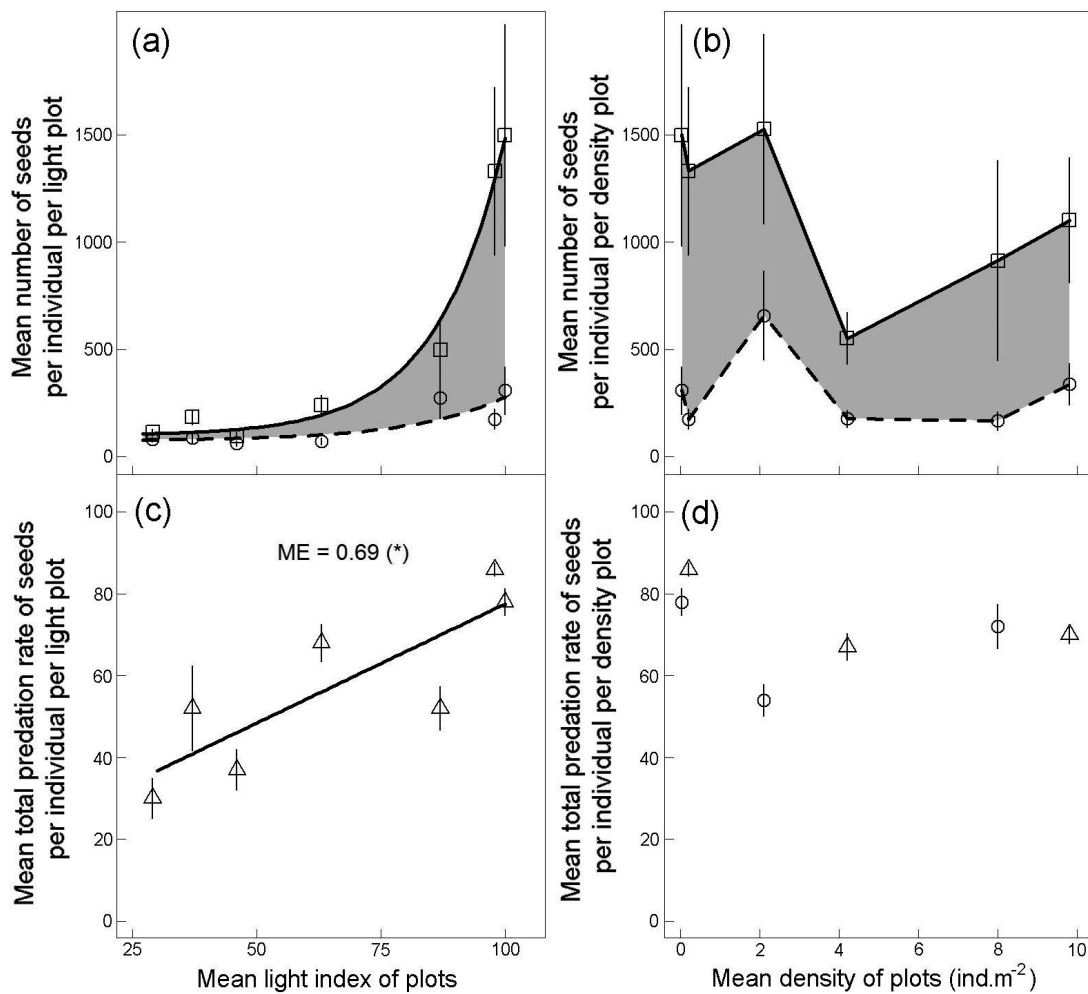 (a)
Mean number of seeds
per individual per light plot
1500
1000
500
0
(b)
Mean number of seeds
per individual per density plot
1500
1000
500
0
(c)
ME = 0.69 (*)
Mean total predation rate of seeds
per individual per light plot
100
80
60
40
20
0
25 50 75 100
Mean light index of plots
(d)
Mean total predation rate of seeds
per individual per density plot
100
80
60
40
20
0
0 2 4 6 8 10
Mean density of plots (ind.m⁻²)